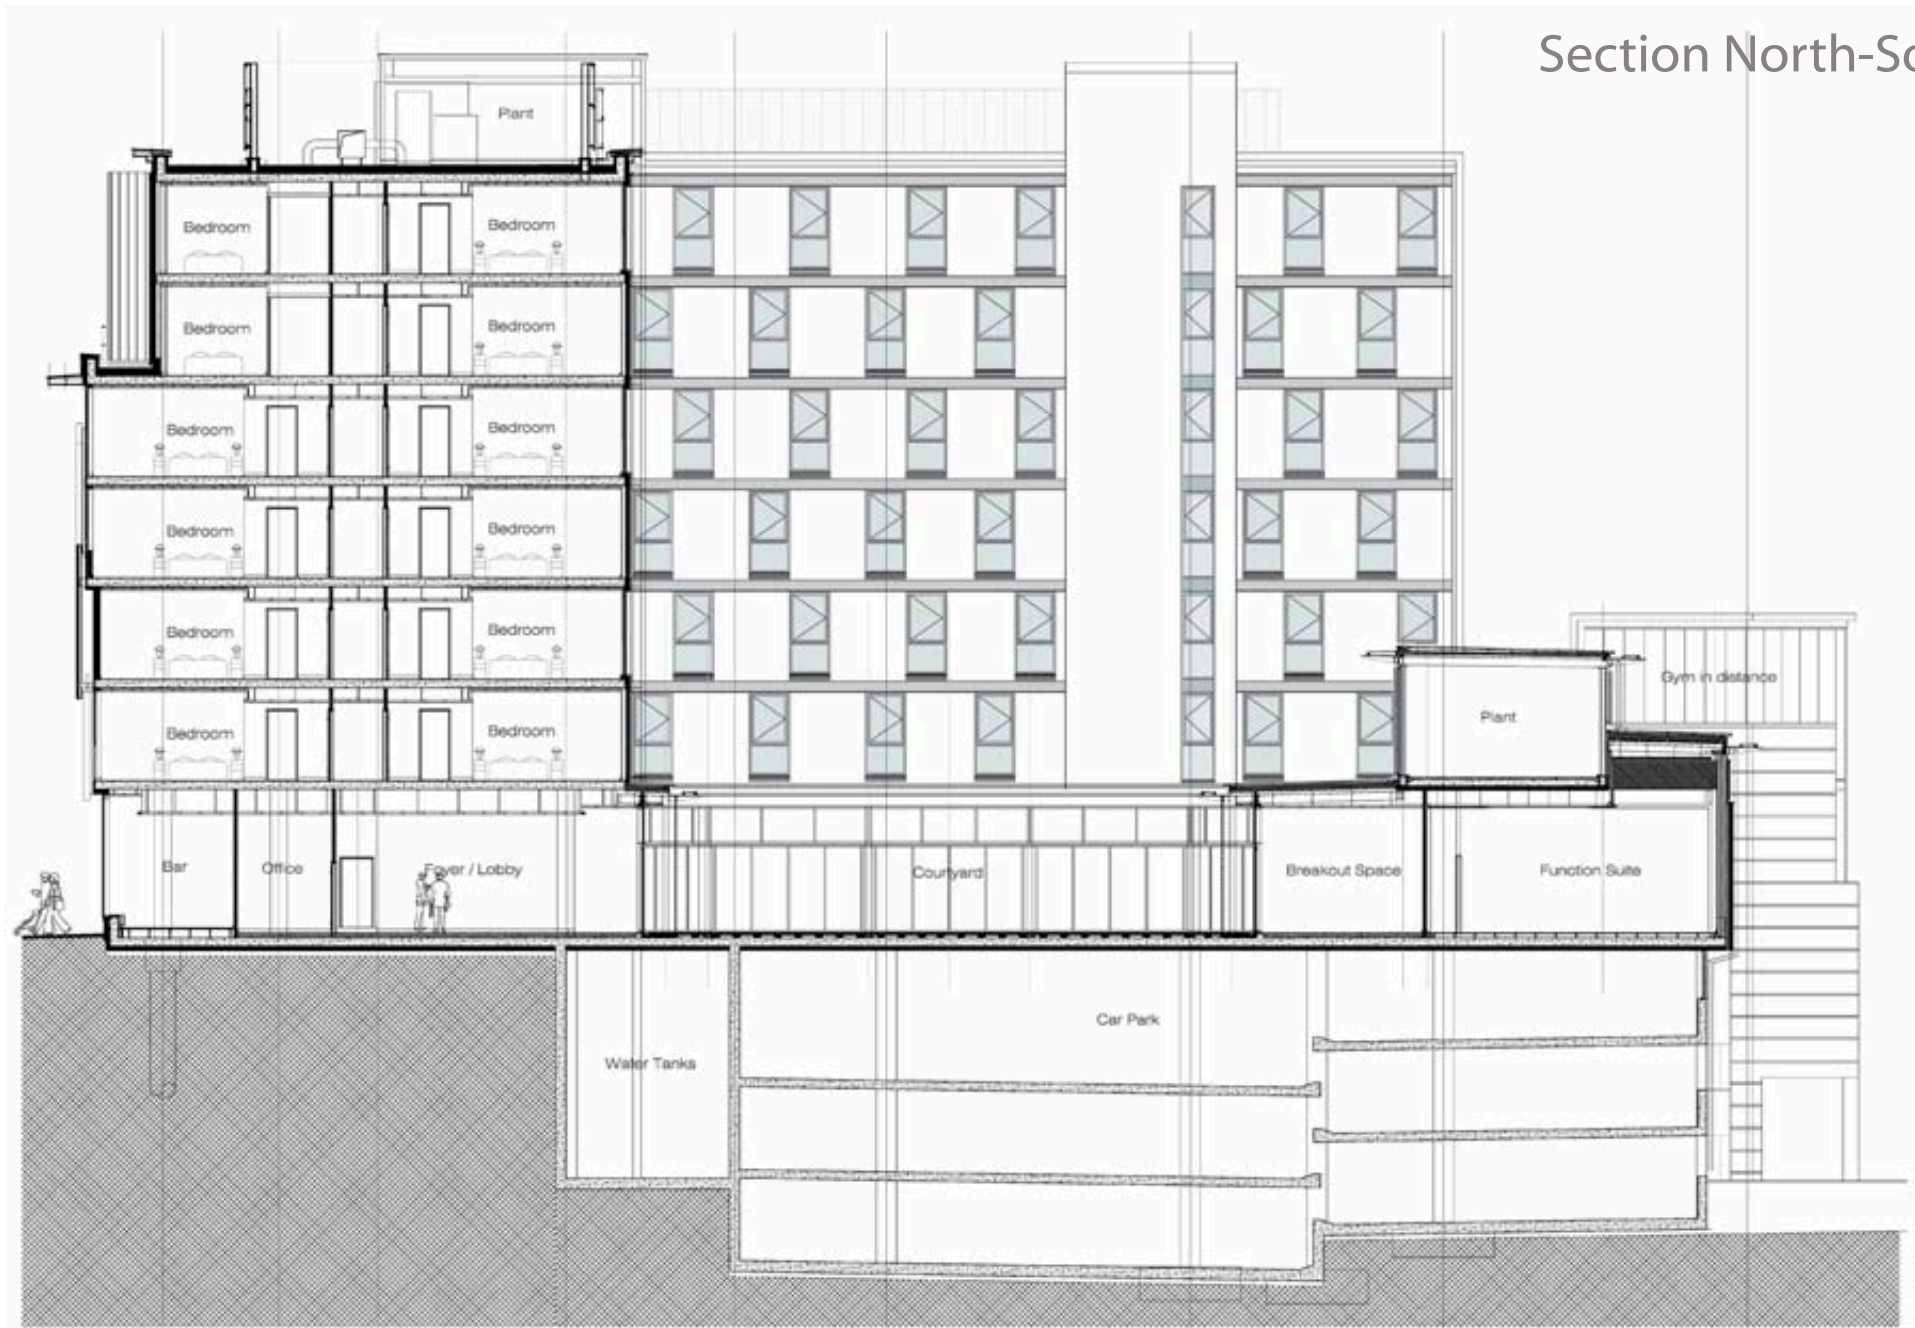 Section North-So
Plant
Bedroom Bedroom
Bedroom Bedroom
Bedroom Bedroom
Bedroom Bedroom
Bedroom Bedroom
Gym in distance
Plant
Bedroom Bedroom
Bar Office Foyer / Lobby Courtyard Breakout Space Function Suite
Car Park
Water Tanks